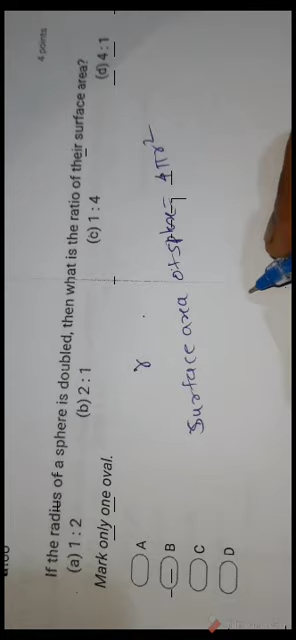 4 points
If the radius of a sphere is doubled, then what is the ratio of their surface area?
(a) 1 : 2 (b) 2 : 1 (c) 1 : 4 (d) 4 : 1
Mark only one oval.
A
B
C
D
r
Surface area of sphere = 4πr²